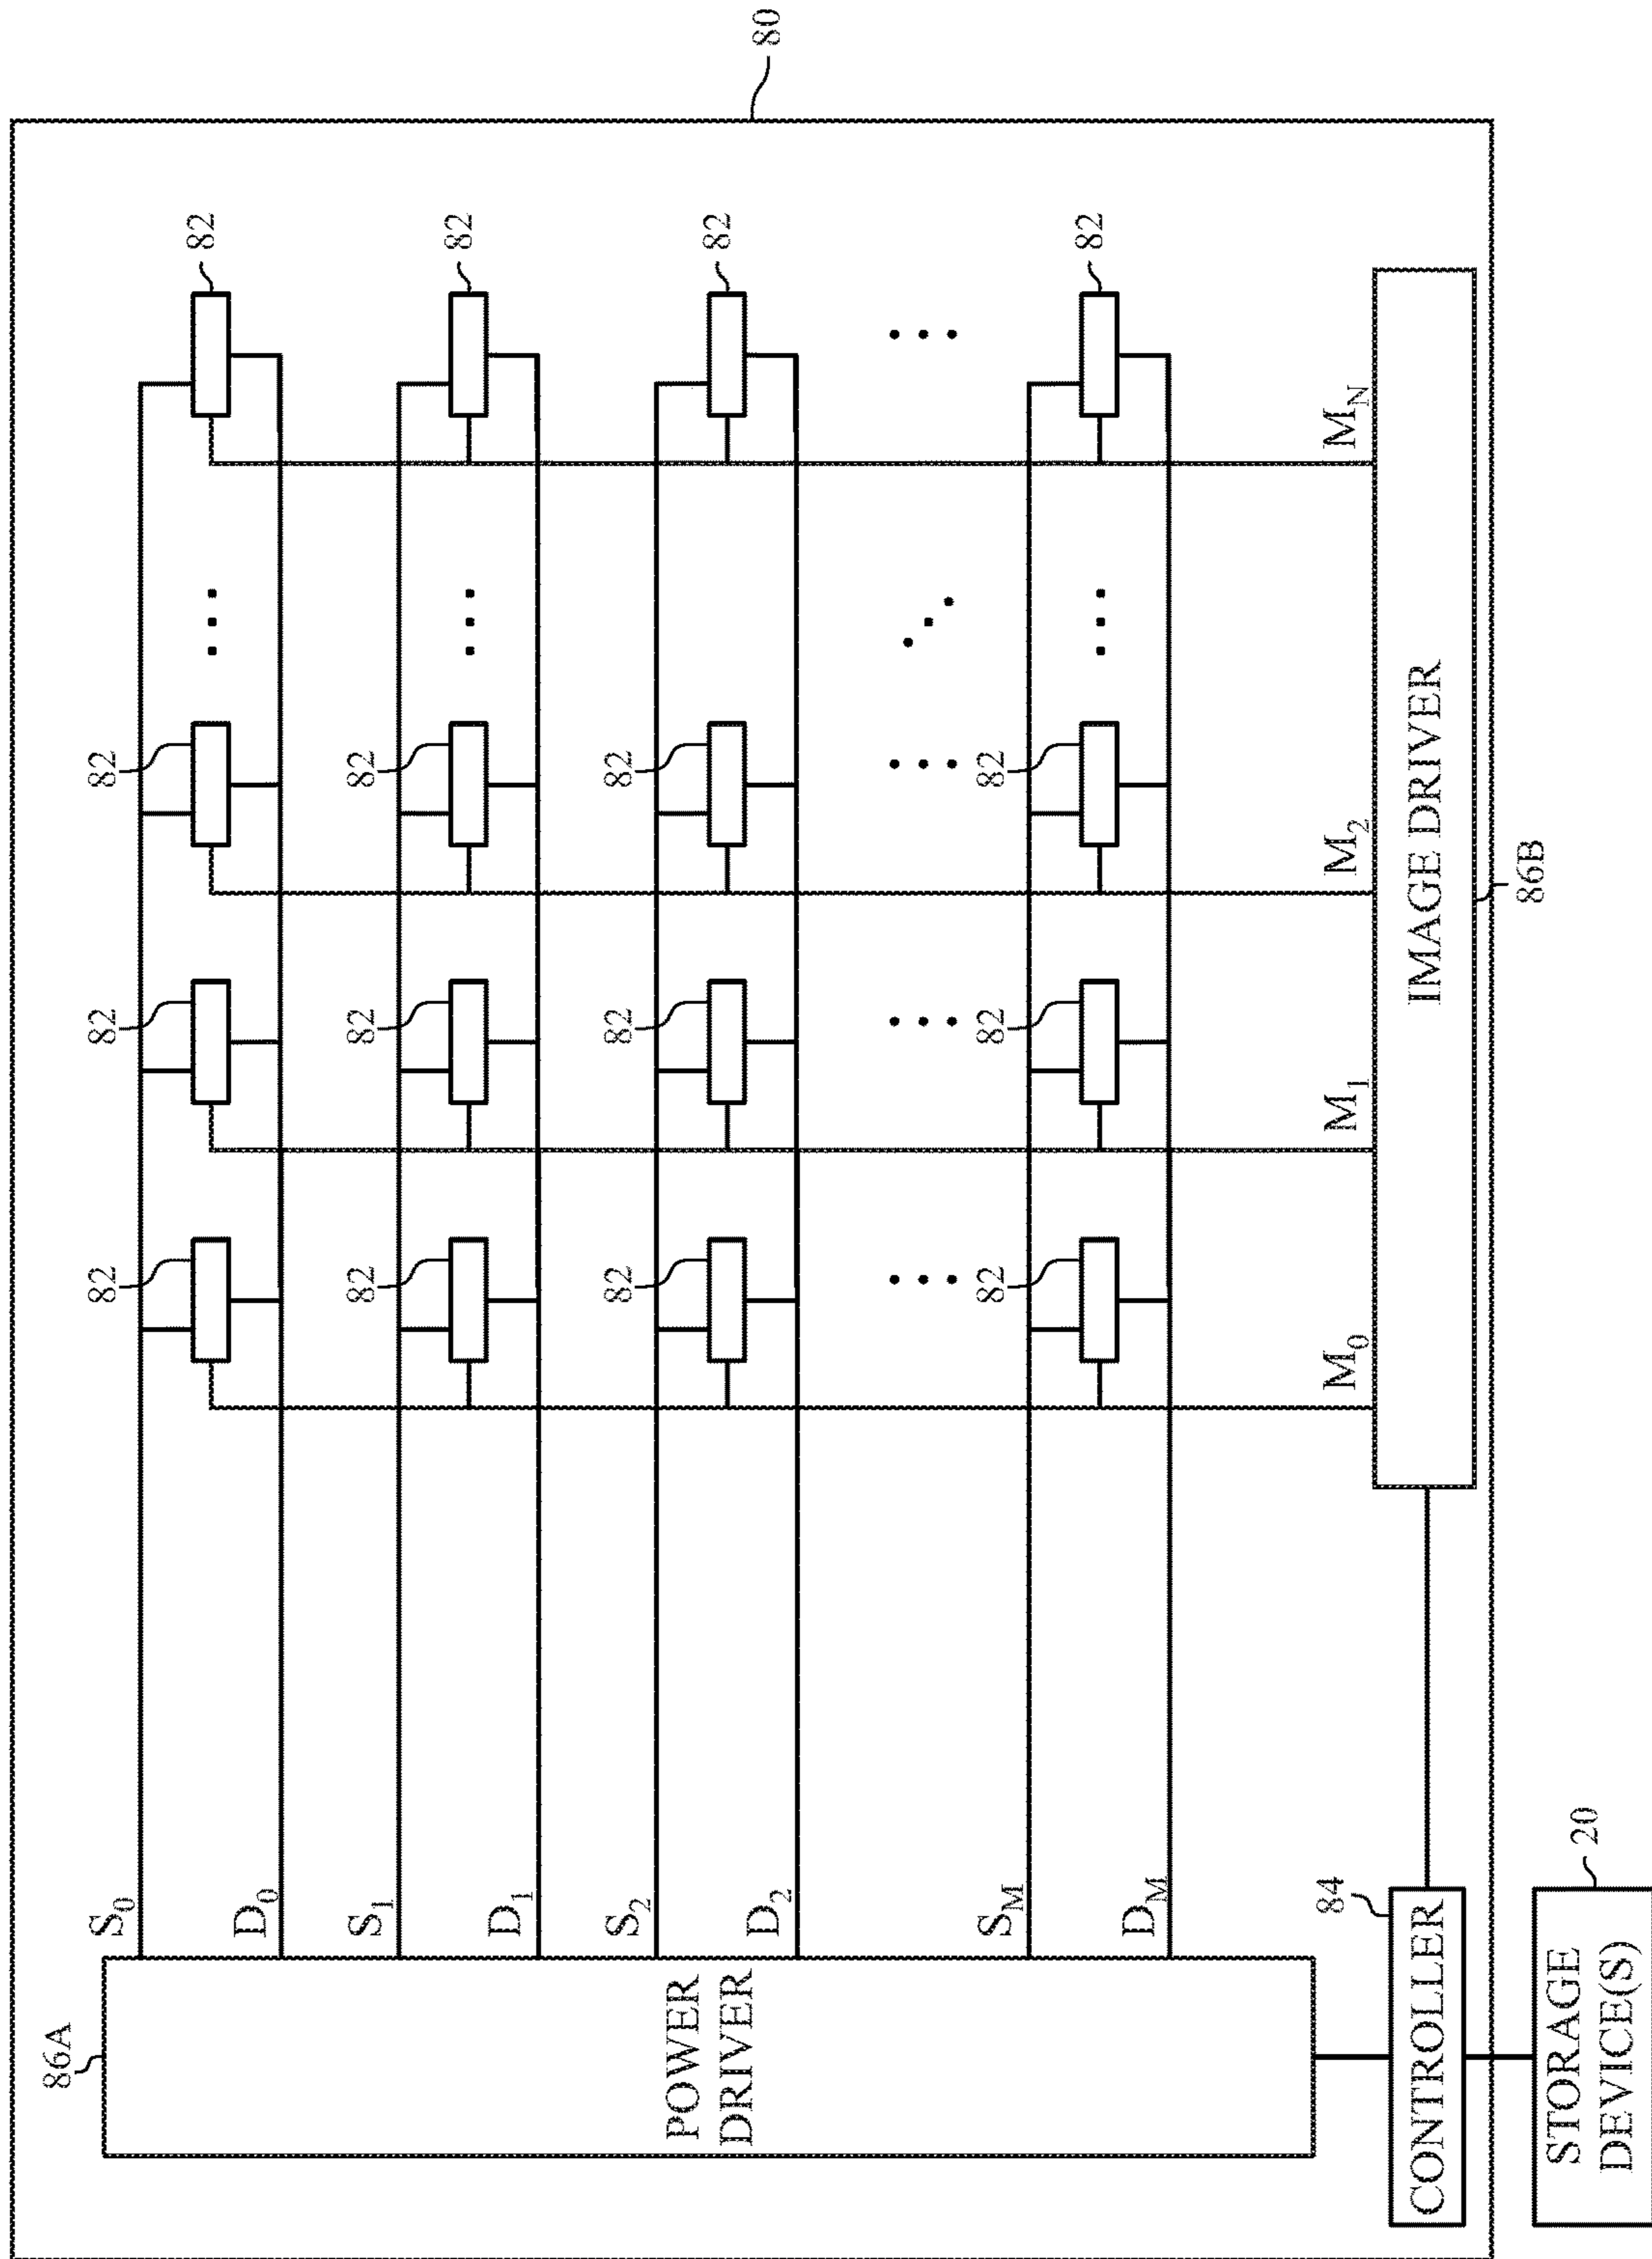 86A
S0
82
82
82
82
D0
S1
82
82
82
82
D1
S2
82
82
82
82
POWER
DRIVER
D2
80
SM
82
82
82
82
DM
M0
M1
M2
MN
84
CONTROLLER
IMAGE DRIVER
86B
20
STORAGE
DEVICE(S)